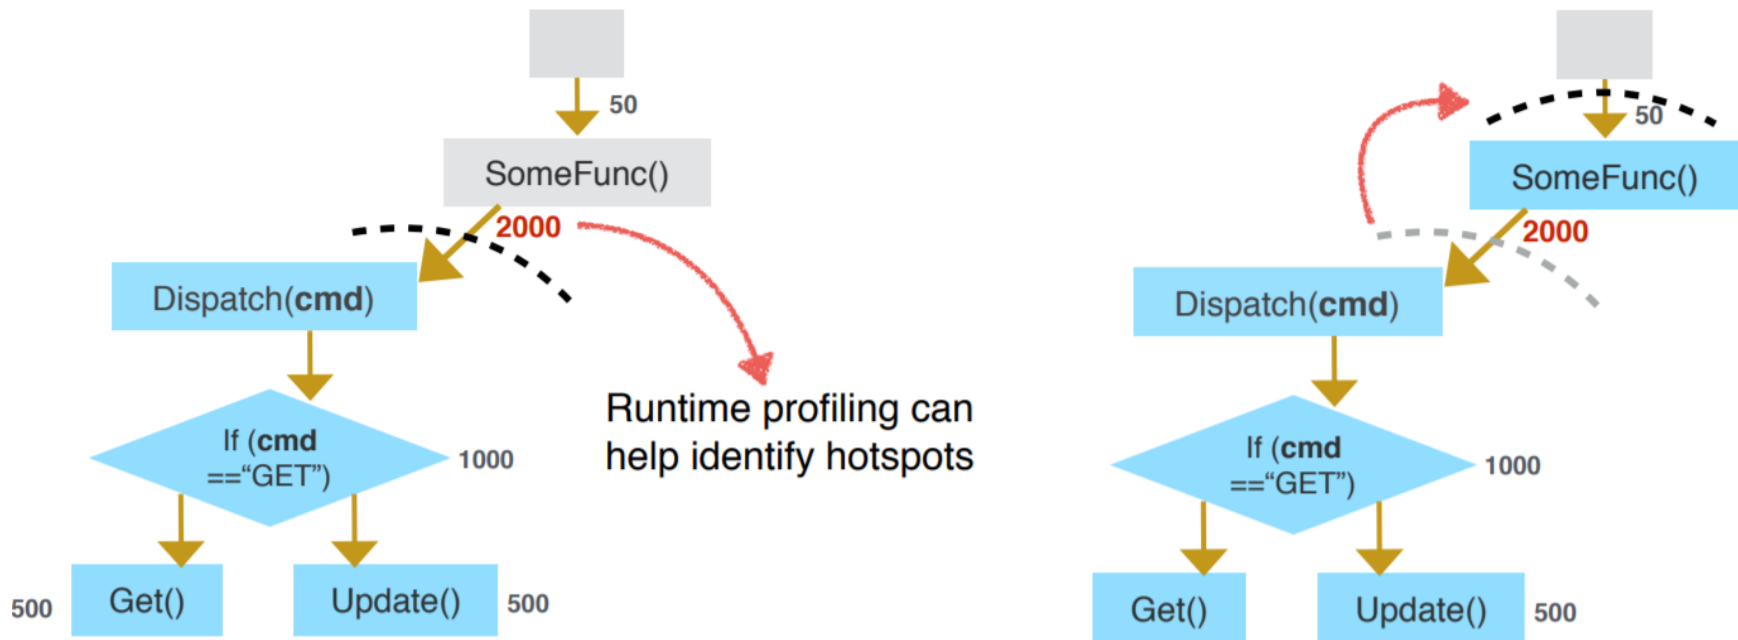 50
SomeFunc()
2000
Dispatch(cmd)
If (cmd
==“GET”)
1000
Runtime profiling can
help identify hotspots
500
Get()
Update()
500
50
SomeFunc()
2000
Dispatch(cmd)
If (cmd
==“GET”)
1000
Get()
Update()
500